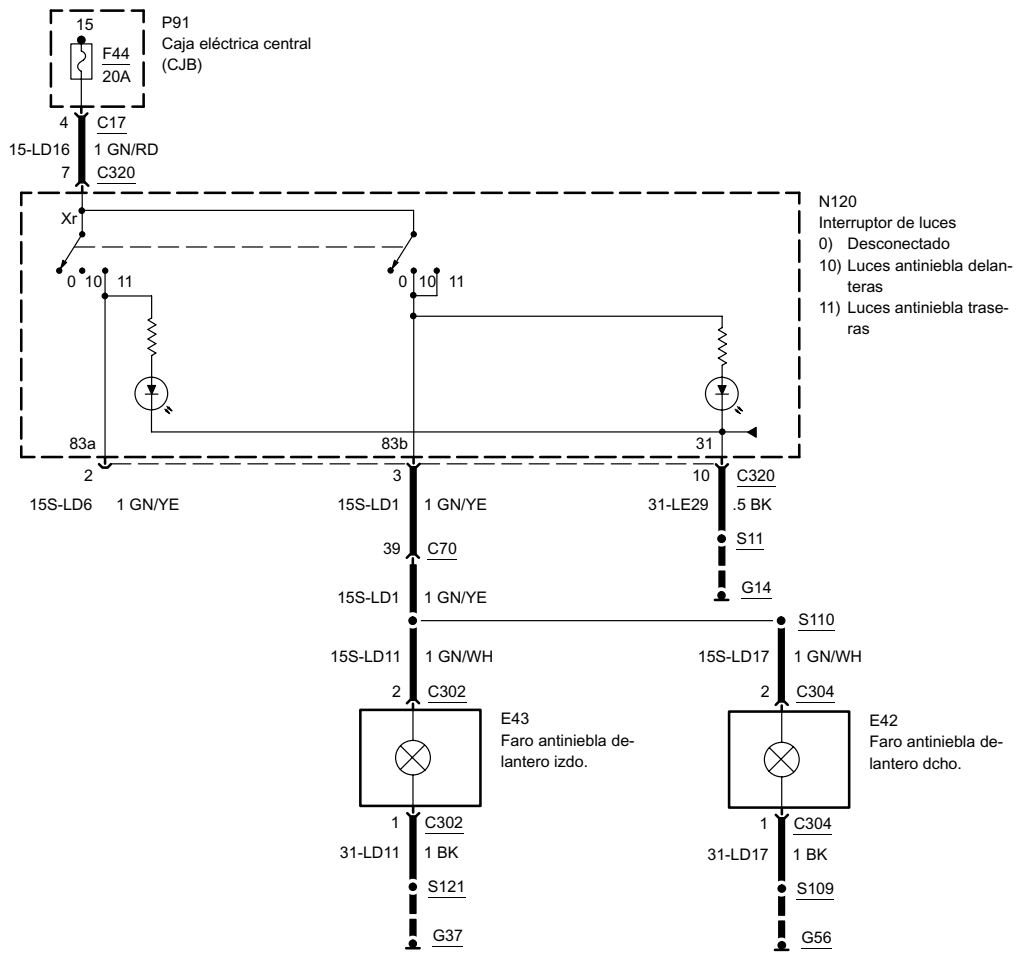 15
F44
20A
P91
Caja eléctrica central
(CJB)
4 C17
15-LD16 1 GN/RD
7 C320
N120
Interruptor de luces
0) Desconectado
10) Luces antiniebla delan-
teras
11) Luces antiniebla trase-
ras
Xr
0 10 11
0 10 11
83a
83b
31
2
3
10 C320
15S-LD6 1 GN/YE
15S-LD1 1 GN/YE
31-LE29 .5 BK
S11
39 C70
G14
15S-LD1 1 GN/YE
S110
15S-LD11 1 GN/WH
15S-LD17 1 GN/WH
2 C302
2 C304
E43
Faro antiniebla de-
lantero izdo.
E42
Faro antiniebla de-
lantero dcho.
1 C302
1 C304
31-LD11 1 BK
31-LD17 1 BK
S121
S109
G37
G56